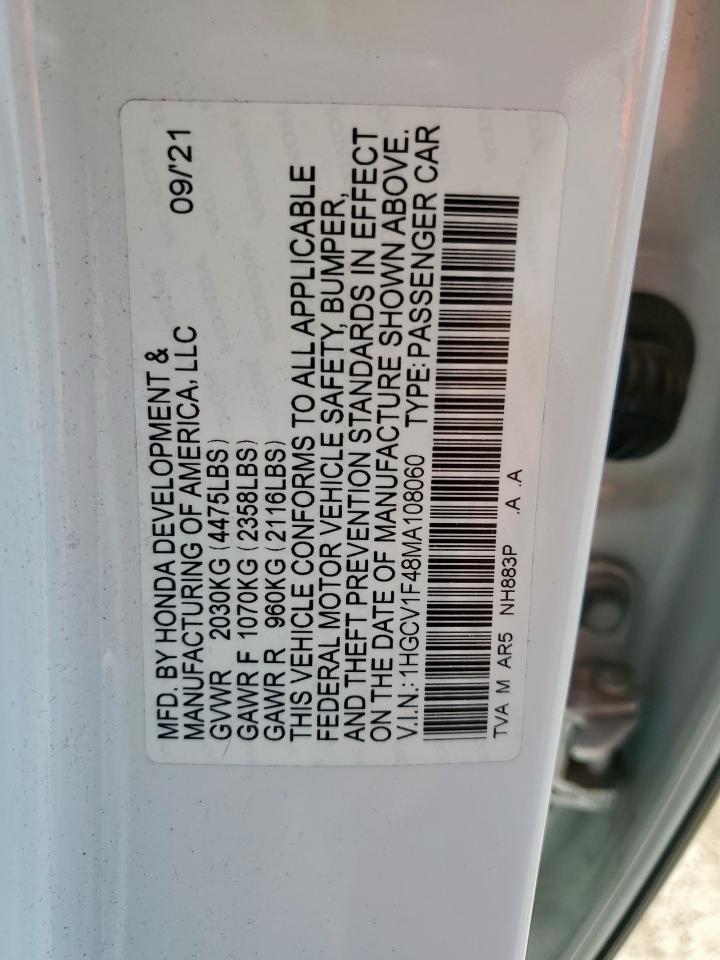 MFD. BY HONDA DEVELOPMENT & 09/'21
MANUFACTURING OF AMERICA, LLC
GVWR 2030KG (4475LBS)
GAWR F 1070KG (2358LBS)
GAWR R 960KG (2116LBS)
THIS VEHICLE CONFORMS TO ALL APPLICABLE
FEDERAL MOTOR VEHICLE SAFETY, BUMPER,
AND THEFT PREVENTION STANDARDS IN EFFECT
ON THE DATE OF MANUFACTURE SHOWN ABOVE.
V.I.N.: 1HGCV1F48MA108060 TYPE: PASSENGER CAR
TVA M AR5 NH883P .A .A